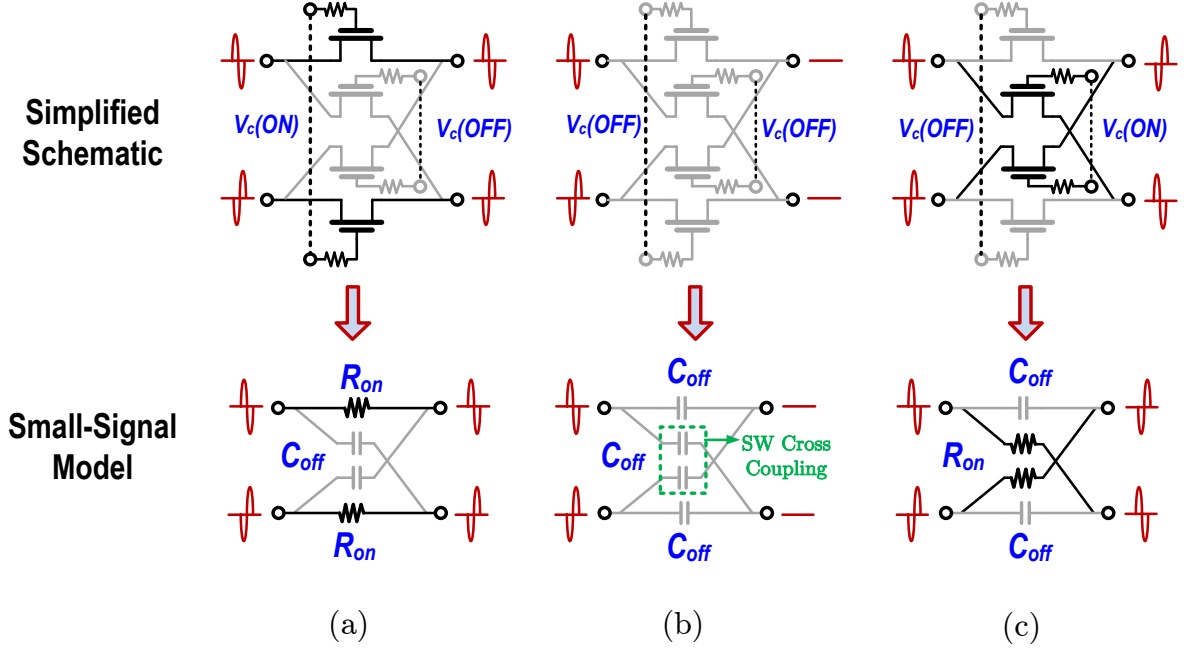 Simplified
Schematic
Vc(ON)
Vc(OFF)
Vc(OFF)
Vc(OFF)
Vc(OFF)
Vc(ON)
Small-Signal
Model
Ron
Coff
Ron
Coff
Coff
SW Cross
Coupling
Coff
Coff
Ron
Coff
(a)
(b)
(c)